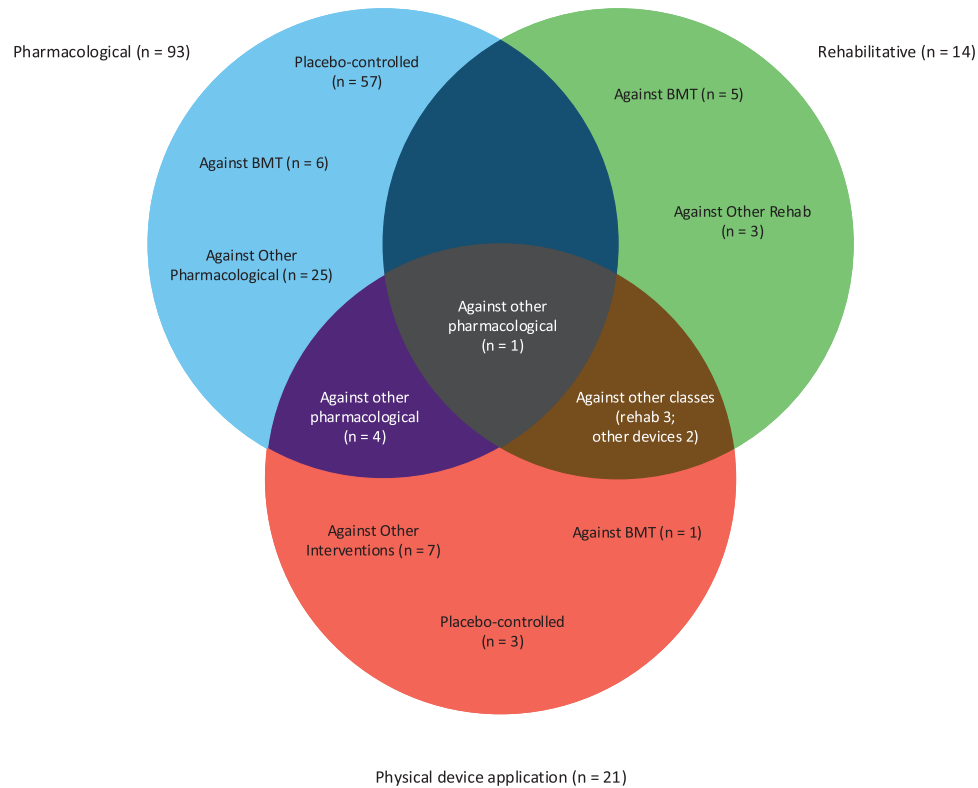 Pharmacological (n = 93)
Rehabilitative (n = 14)
Placebo-controlled
(n = 57)
Against BMT (n = 5)
Against BMT (n = 6)
Against Other Rehab
(n = 3)
Against Other
Pharmacological (n = 25)
Against other
pharmacological
(n = 1)
Against other
pharmacological
(n = 4)
Against other classes
(rehab 3;
other devices 2)
Against Other
Interventions (n = 7)
Against BMT (n = 1)
Placebo-controlled
(n = 3)
Physical device application (n = 21)